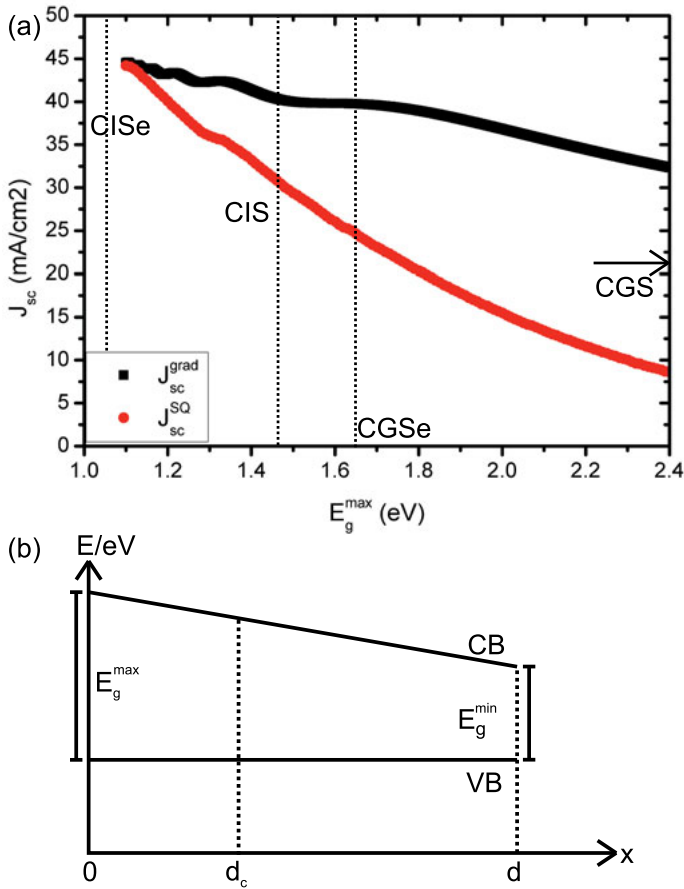 (a)
50
45
40
35
30
25
20
15
10
5
0
J_sc (mA/cm2)
CISe
CIS
CGS
CGSe
J_sc^grad
J_sc^SQ
1.0 1.2 1.4 1.6 1.8 2.0 2.2 2.4
E_g^max (eV)
(b)
E/eV
CB
E_g^max
E_g^min
VB
0 d_c d x